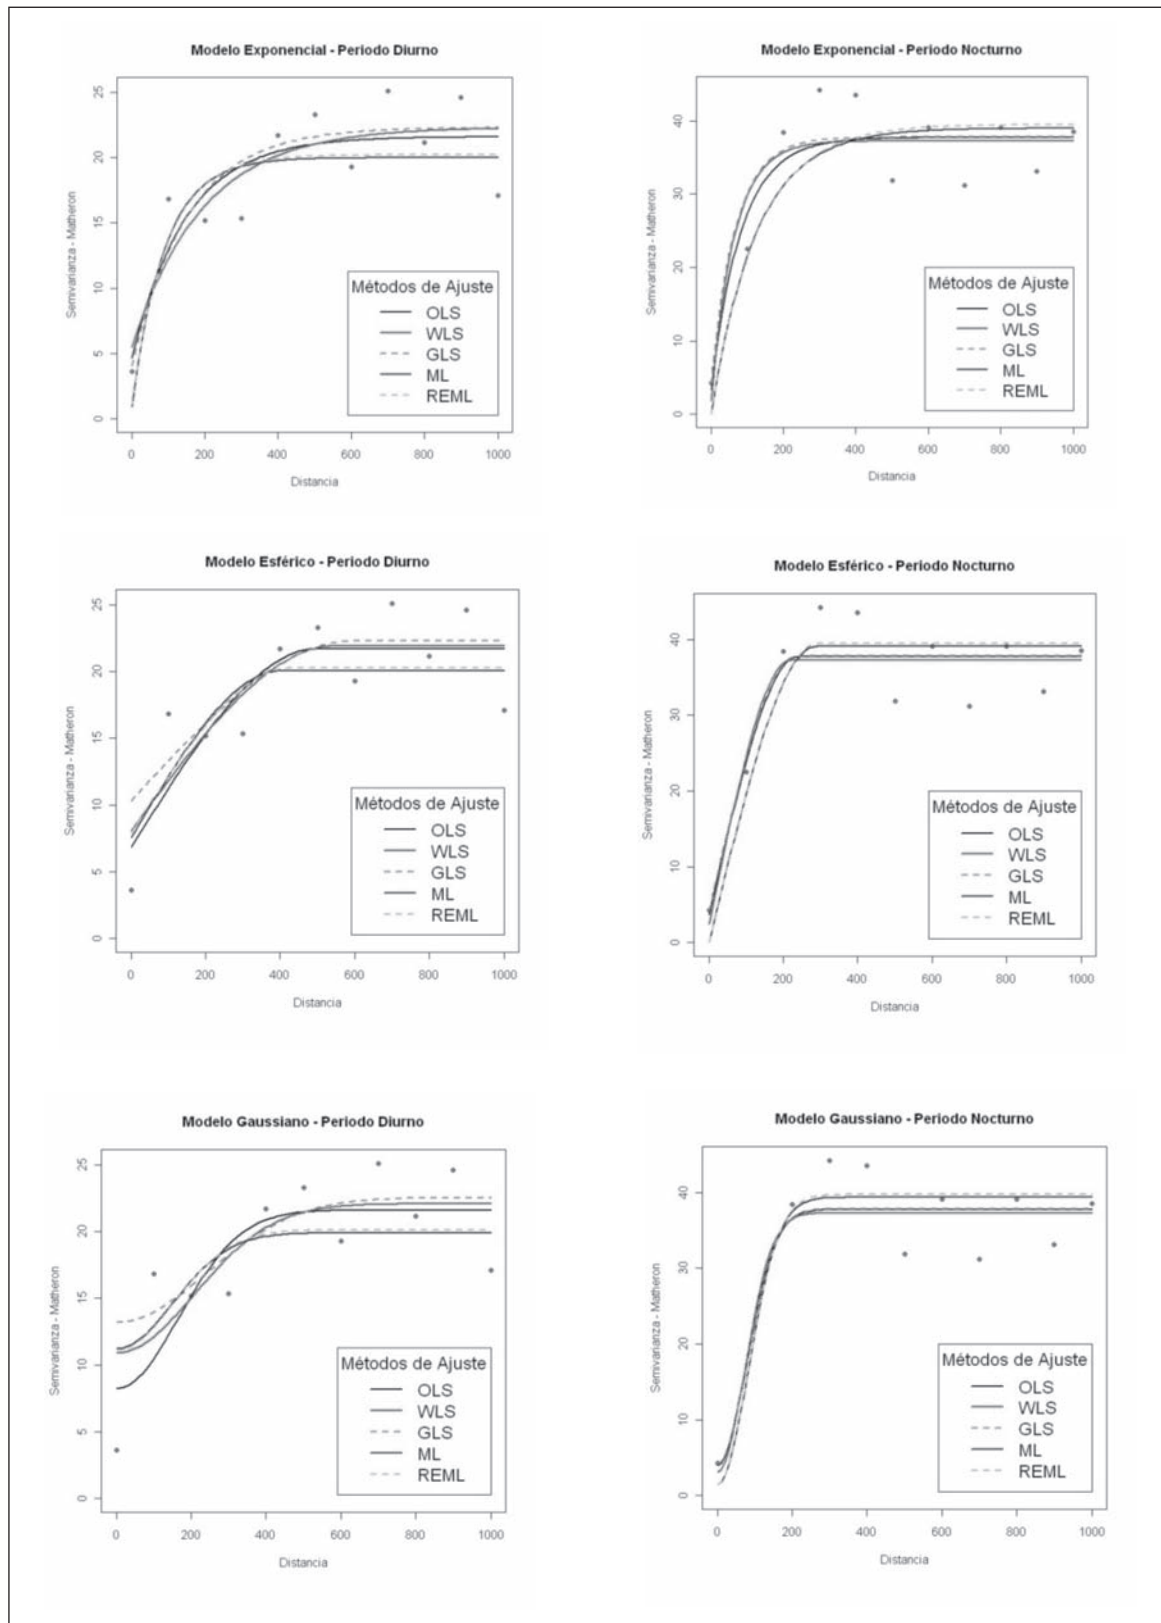 Modelo Exponencial - Periodo Diurno
Semivarianza - Matheron
25
20
15
10
5
0
Métodos de Ajuste
OLS
WLS
GLS
ML
REML
0 200 400 600 800 1000
Distancia
Modelo Exponencial - Periodo Nocturno
Semivarianza - Matheron
40
30
20
10
0
Métodos de Ajuste
OLS
WLS
GLS
ML
REML
0 200 400 600 800 1000
Distancia
Modelo Esférico - Periodo Diurno
Semivarianza - Matheron
25
20
15
10
5
0
Métodos de Ajuste
OLS
WLS
GLS
ML
REML
0 200 400 600 800 1000
Distancia
Modelo Esférico - Periodo Nocturno
Semivarianza - Matheron
40
30
20
10
0
Métodos de Ajuste
OLS
WLS
GLS
ML
REML
0 200 400 600 800 1000
Distancia
Modelo Gaussiano - Periodo Diurno
Semivarianza - Matheron
25
20
15
10
5
0
Métodos de Ajuste
OLS
WLS
GLS
ML
REML
0 200 400 600 800 1000
Distancia
Modelo Gaussiano - Periodo Nocturno
Semivarianza - Matheron
40
30
20
10
0
Métodos de Ajuste
OLS
WLS
GLS
ML
REML
0 200 400 600 800 1000
Distancia